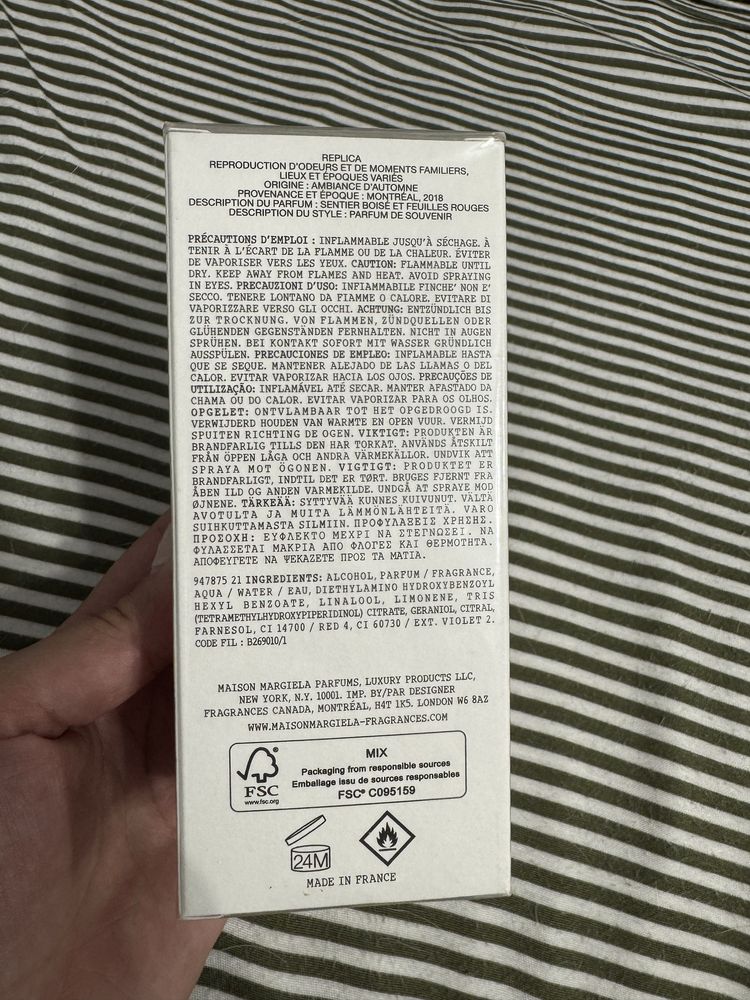 REPLICA
REPRODUCTION D'ODEURS ET DE MOMENTS FAMILIERS,
LIEUX ET ÉPOQUES VARIÉS
ORIGINE : AMBIANCE D'AUTOMNE
PROVENANCE ET ÉPOQUE : MONTRÉAL, 2018
DESCRIPTION DU PARFUM : SENTIER BOISÉ ET FEUILLES ROUGES
DESCRIPTION DU STYLE : PARFUM DE SOUVENIR
PRÉCAUTIONS D'EMPLOI : INFLAMMABLE JUSQU'À SÉCHAGE. À
TENIR À L'ÉCART DE LA FLAMME OU DE LA CHALEUR. ÉVITER
DE VAPORISER VERS LES YEUX. CAUTION: FLAMMABLE UNTIL
DRY. KEEP AWAY FROM FLAMES AND HEAT. AVOID SPRAYING
IN EYES. PRECAUZIONI D'USO: INFIAMMABILE FINCHE' NON E'
SECCO. TENERE LONTANO DA FIAMME O CALORE. EVITARE DI
VAPORIZZARE VERSO GLI OCCHI. ACHTUNG: ENTZÜNDLICH BIS
ZUR TROCKNUNG. VON FLAMMEN, ZÜNDQUELLEN ODER
GLÜHENDEN GEGENSTÄNDEN FERNHALTEN. NICHT IN AUGEN
SPRÜHEN. BEI KONTAKT SOFORT MIT WASSER GRÜNDLICH
AUSSPÜLEN. PRECAUCIONES DE EMPLEO: INFLAMABLE HASTA
QUE SE SEQUE. MANTENER ALEJADO DE LAS LLAMAS O DEL
CALOR. EVITAR VAPORIZAR HACIA LOS OJOS. PRECAUÇÕES DE
UTILIZAÇÃO: INFLAMÁVEL ATÉ SECAR. MANTER AFASTADO DA
CHAMA OU DO CALOR. EVITAR VAPORIZAR PARA OS OLHOS.
OPGELET: ONTVLAMBAAR TOT HET OPGEDROOGD IS.
VERWIJDERD HOUDEN VAN WARMTE EN OPEN VUUR. VERMIJD
SPUITEN RICHTING DE OGEN. VIKTIGT: PRODUKTEN ÄR
BRANDFARLIG TILLS DEN HAR TORKAT. ANVÄNDS ÅTSKILT
FRÅN ÖPPEN LÅGA OCH ANDRA VÄRMEKÄLLOR. UNDVIK ATT
SPRAYA MOT ÖGONEN. VIGTIGT: PRODUKTET ER
BRANDFARLIGT, INDTIL DET ER TØRT. BRUGES FJERNT FRA
ÅBEN ILD OG ANDEN VARMEKILDE. UNDGÅ AT SPRAYE MOD
ØJNENE. TÄRKEÄÄ: SYTTYVÄÄ KUNNES KUIVUNUT. VÄLTÄ
AVOTULTA JA MUITA LÄMMÖNLÄHTEITÄ. VARO
SUIHKUTTAMASTA SILMIIN. ΠΡΟΦΥΛΑΞΕΙΣ ΧΡΗΣΗΣ.
ΠΡΟΣΟΧΗ: ΕΥΦΛΕΚΤΟ ΜΕΧΡΙ ΝΑ ΣΤΕΓΝΩΣΕΙ. ΝΑ
ΦΥΛΑΣΣΕΤΑΙ ΜΑΚΡΙΑ ΑΠΟ ΦΛΟΓΕΣ ΚΑΙ ΘΕΡΜΟΤΗΤΑ.
ΑΠΟΦΕΥΓΕΤΕ ΝΑ ΨΕΚΑΖΕΤΕ ΠΡΟΣ ΤΑ ΜΑΤΙΑ.
947875 21 INGREDIENTS: ALCOHOL, PARFUM / FRAGRANCE,
AQUA / WATER / EAU, DIETHYLAMINO HYDROXYBENZOYL
HEXYL BENZOATE, LINALOOL, LIMONENE, TRIS
(TETRAMETHYLHYDROXYPIPERIDINOL) CITRATE, GERANIOL, CITRAL,
FARNESOL, CI 14700 / RED 4, CI 60730 / EXT. VIOLET 2.
CODE FIL : B269010/1
MAISON MARGIELA PARFUMS, LUXURY PRODUCTS LLC,
NEW YORK, N.Y. 10001. IMP. BY/PAR DESIGNER
FRAGRANCES CANADA, MONTRÉAL, H4T 1K5. LONDON W6 8AZ
WWW.MAISONMARGIELA-FRAGRANCES.COM
FSC
www.fsc.org
MIX
Packaging from responsible sources
Emballage issu de sources responsables
FSC® C095159
24M
MADE IN FRANCE